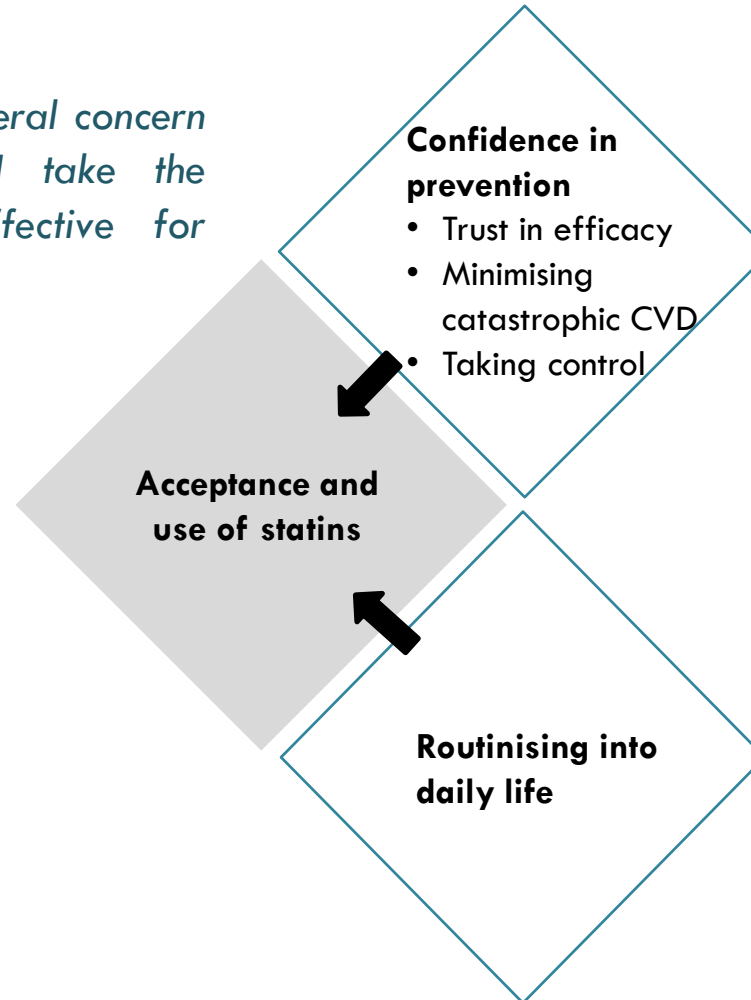 eral concern
take the
fective for
Confidence in
prevention
• Trust in efficacy
• Minimising
catastrophic CVD
• Taking control
Acceptance and
use of statins
Routinising into
daily life